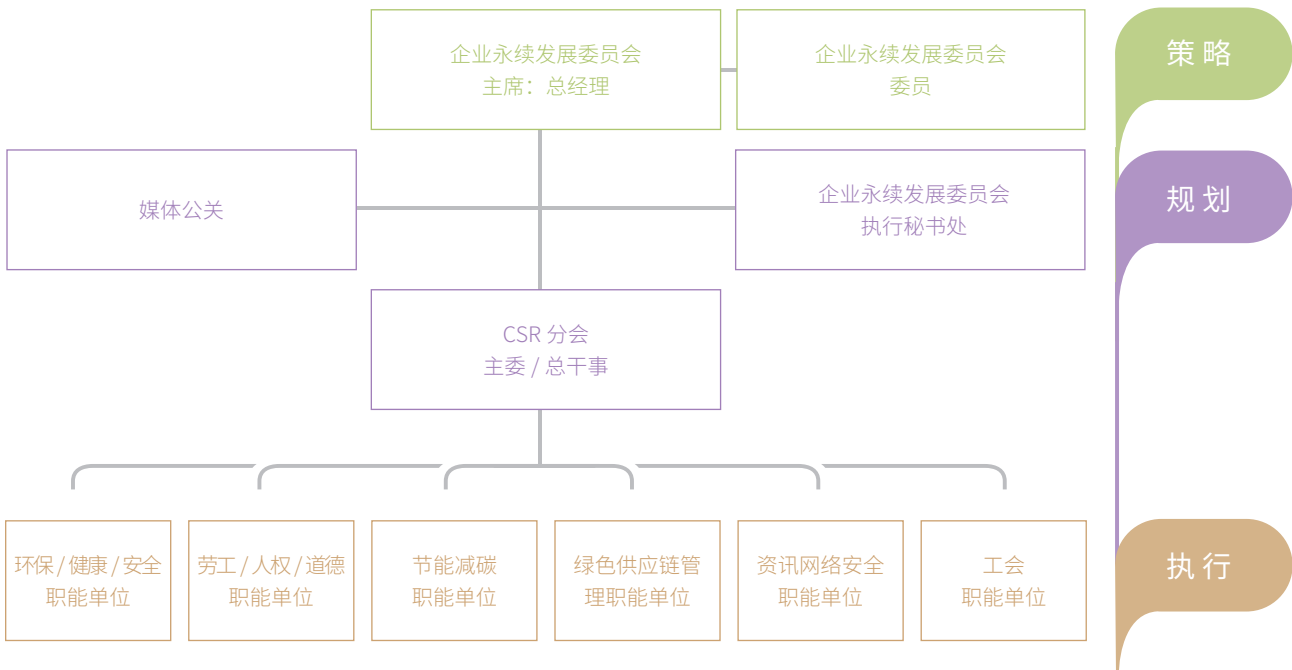 企业永续发展委员会
主席：总经理
企业永续发展委员会
委员
策略
媒体公关
企业永续发展委员会
执行秘书处
规划
CSR 分会
主委 / 总干事
环保 / 健康 / 安全
职能单位
劳工 / 人权 / 道德
职能单位
节能减碳
职能单位
绿色供应链管
理职能单位
资讯网络安全
职能单位
工会
职能单位
执行